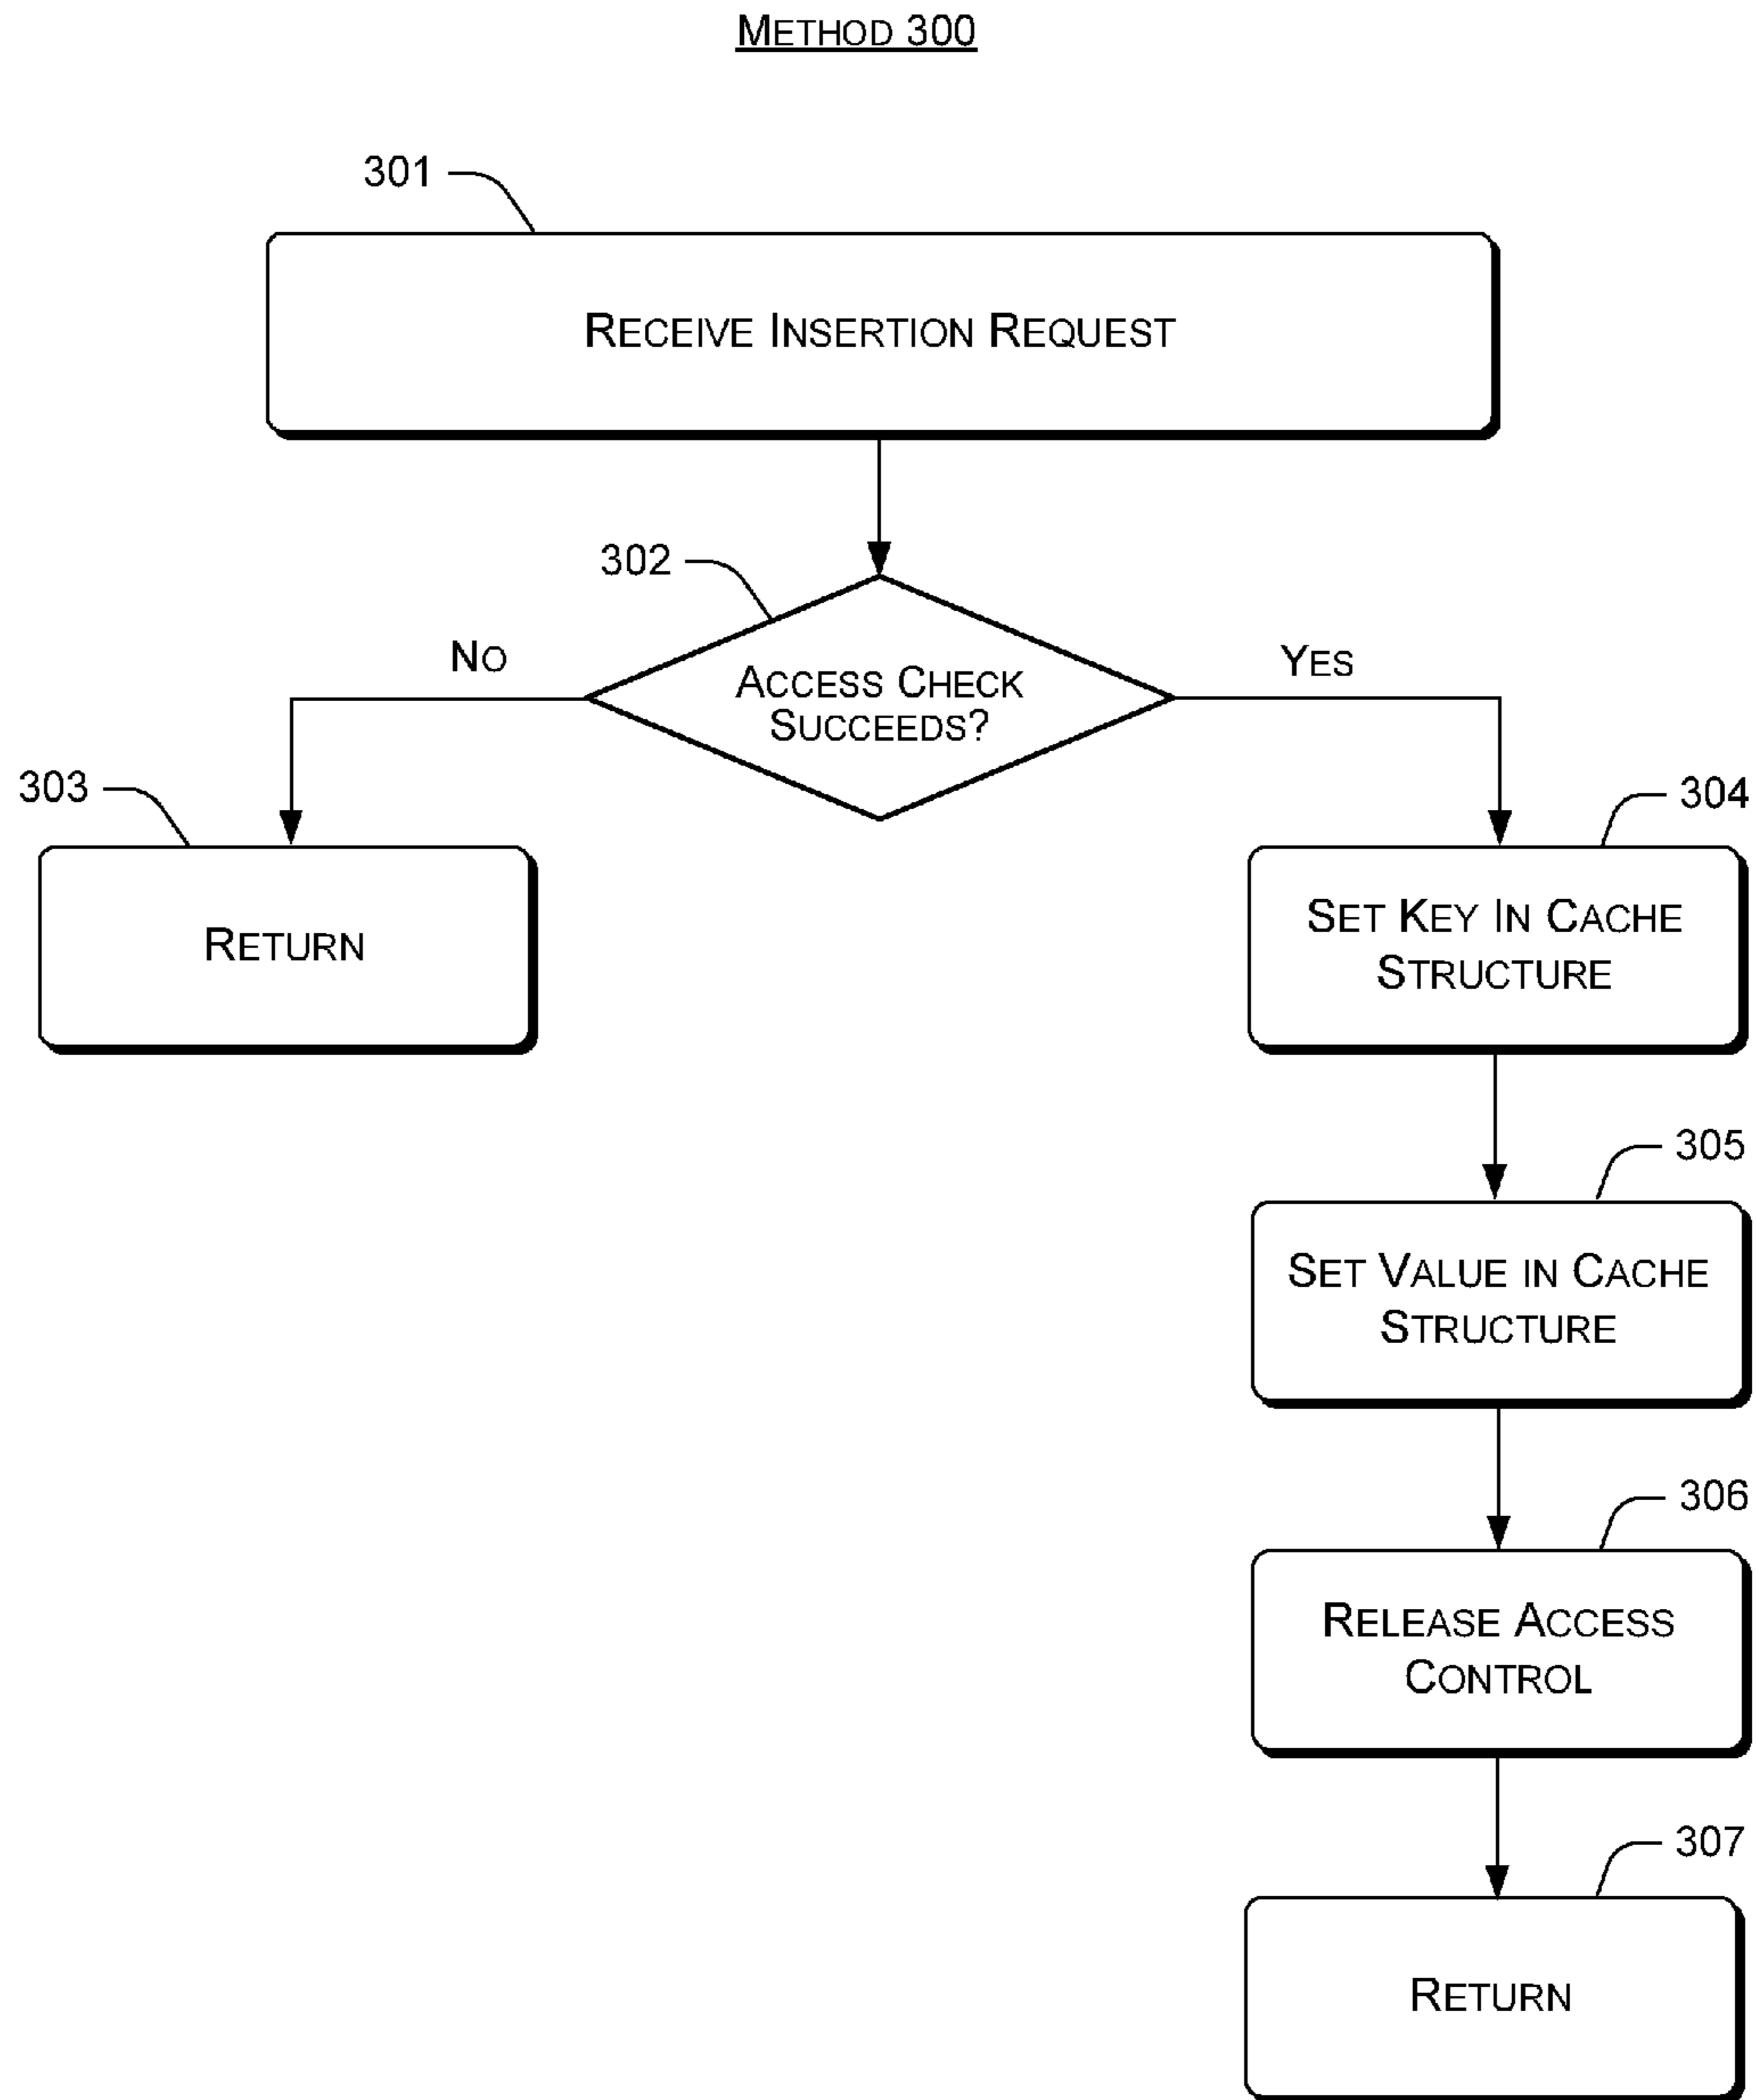 METHOD 300
301
RECEIVE INSERTION REQUEST
302
NO
ACCESS CHECK
SUCCEEDS?
YES
303
RETURN
304
SET KEY IN CACHE
STRUCTURE
305
SET VALUE IN CACHE
STRUCTURE
306
RELEASE ACCESS
CONTROL
307
RETURN